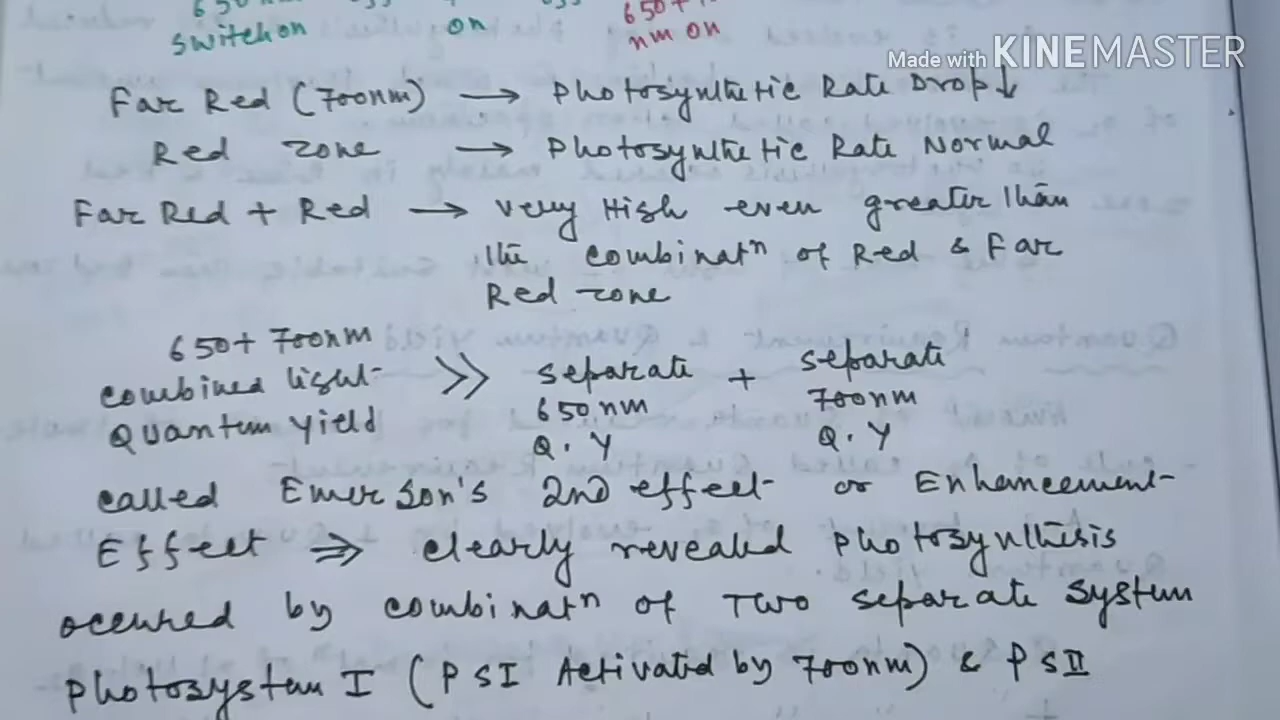 650
switch on
on
650+
nm on
Made with KINEMASTER
Far Red (700nm) → Photosynthetic Rate Drop↓
Red zone → Photosynthetic Rate Normal
Far Red + Red → very High even greater than
the combinatⁿ of Red & Far
Red zone
650+ 700nm
combined light
Quantum yield
>>
separate
650nm
Q. Y
+
separate
700nm
Q. Y
called Emerson's 2nd effect or Enhancement
Effect ⇒ clearly revealed Photosynthesis
occured by combinatⁿ of Two separate system
Photosystem I (PSI Activated by 700nm) & PSII